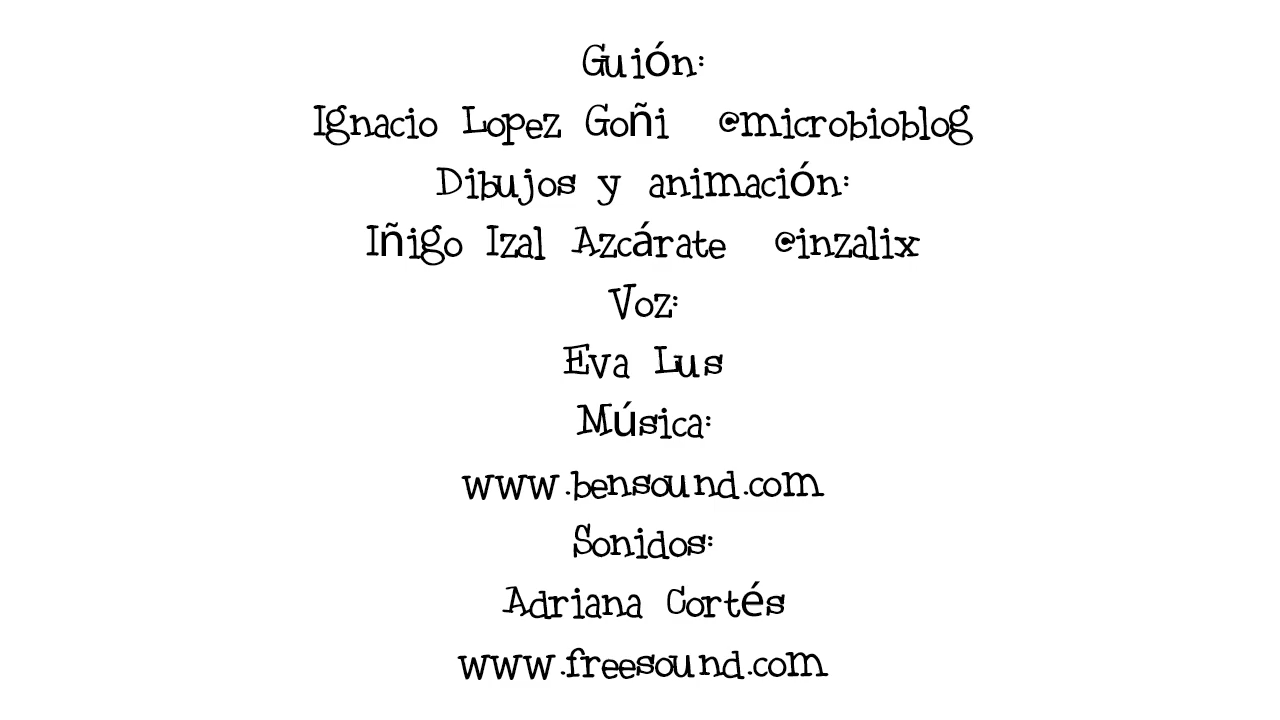 Guión:
Ignacio Lopez Goñi @microbioblog
Dibujos y animación:
Iñigo Izal Azcárate @inzalix
Voz:
Eva Lus
Música:
www.bensound.com
Sonidos:
Adriana Cortés
www.freesound.com